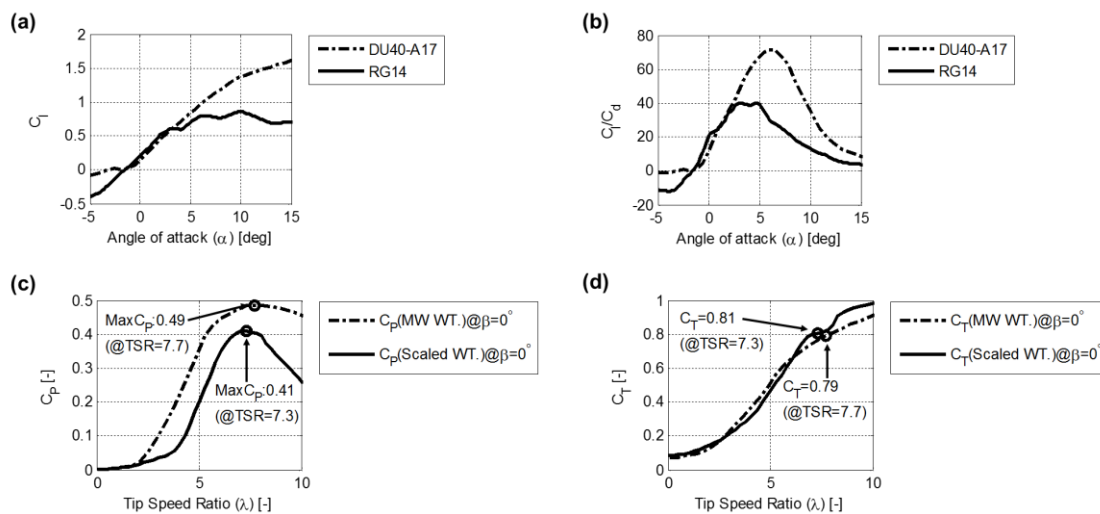 (a)
2
1.5
1
0.5
0
-0.5
-5
0
5
10
15
C_l
Angle of attack (α) [deg]
DU40-A17
RG14
(b)
80
60
40
20
0
-20
-5
0
5
10
15
C_l/C_d
Angle of attack (α) [deg]
DU40-A17
RG14
(c)
0.5
0.4
0.3
0.2
0.1
0
0
5
10
C_P [-]
Tip Speed Ratio (λ) [-]
MaxC_P:0.49
(@TSR=7.7)
MaxC_P:0.41
(@TSR=7.3)
C_P(MW WT.)@β=0°
C_P(Scaled WT.)@β=0°
(d)
1
0.8
0.6
0.4
0.2
0
0
5
10
C_T [-]
Tip Speed Ratio (λ) [-]
C_T=0.81
(@TSR=7.3)
C_T=0.79
(@TSR=7.7)
C_T(MW WT.)@β=0°
C_T(Scaled WT.)@β=0°